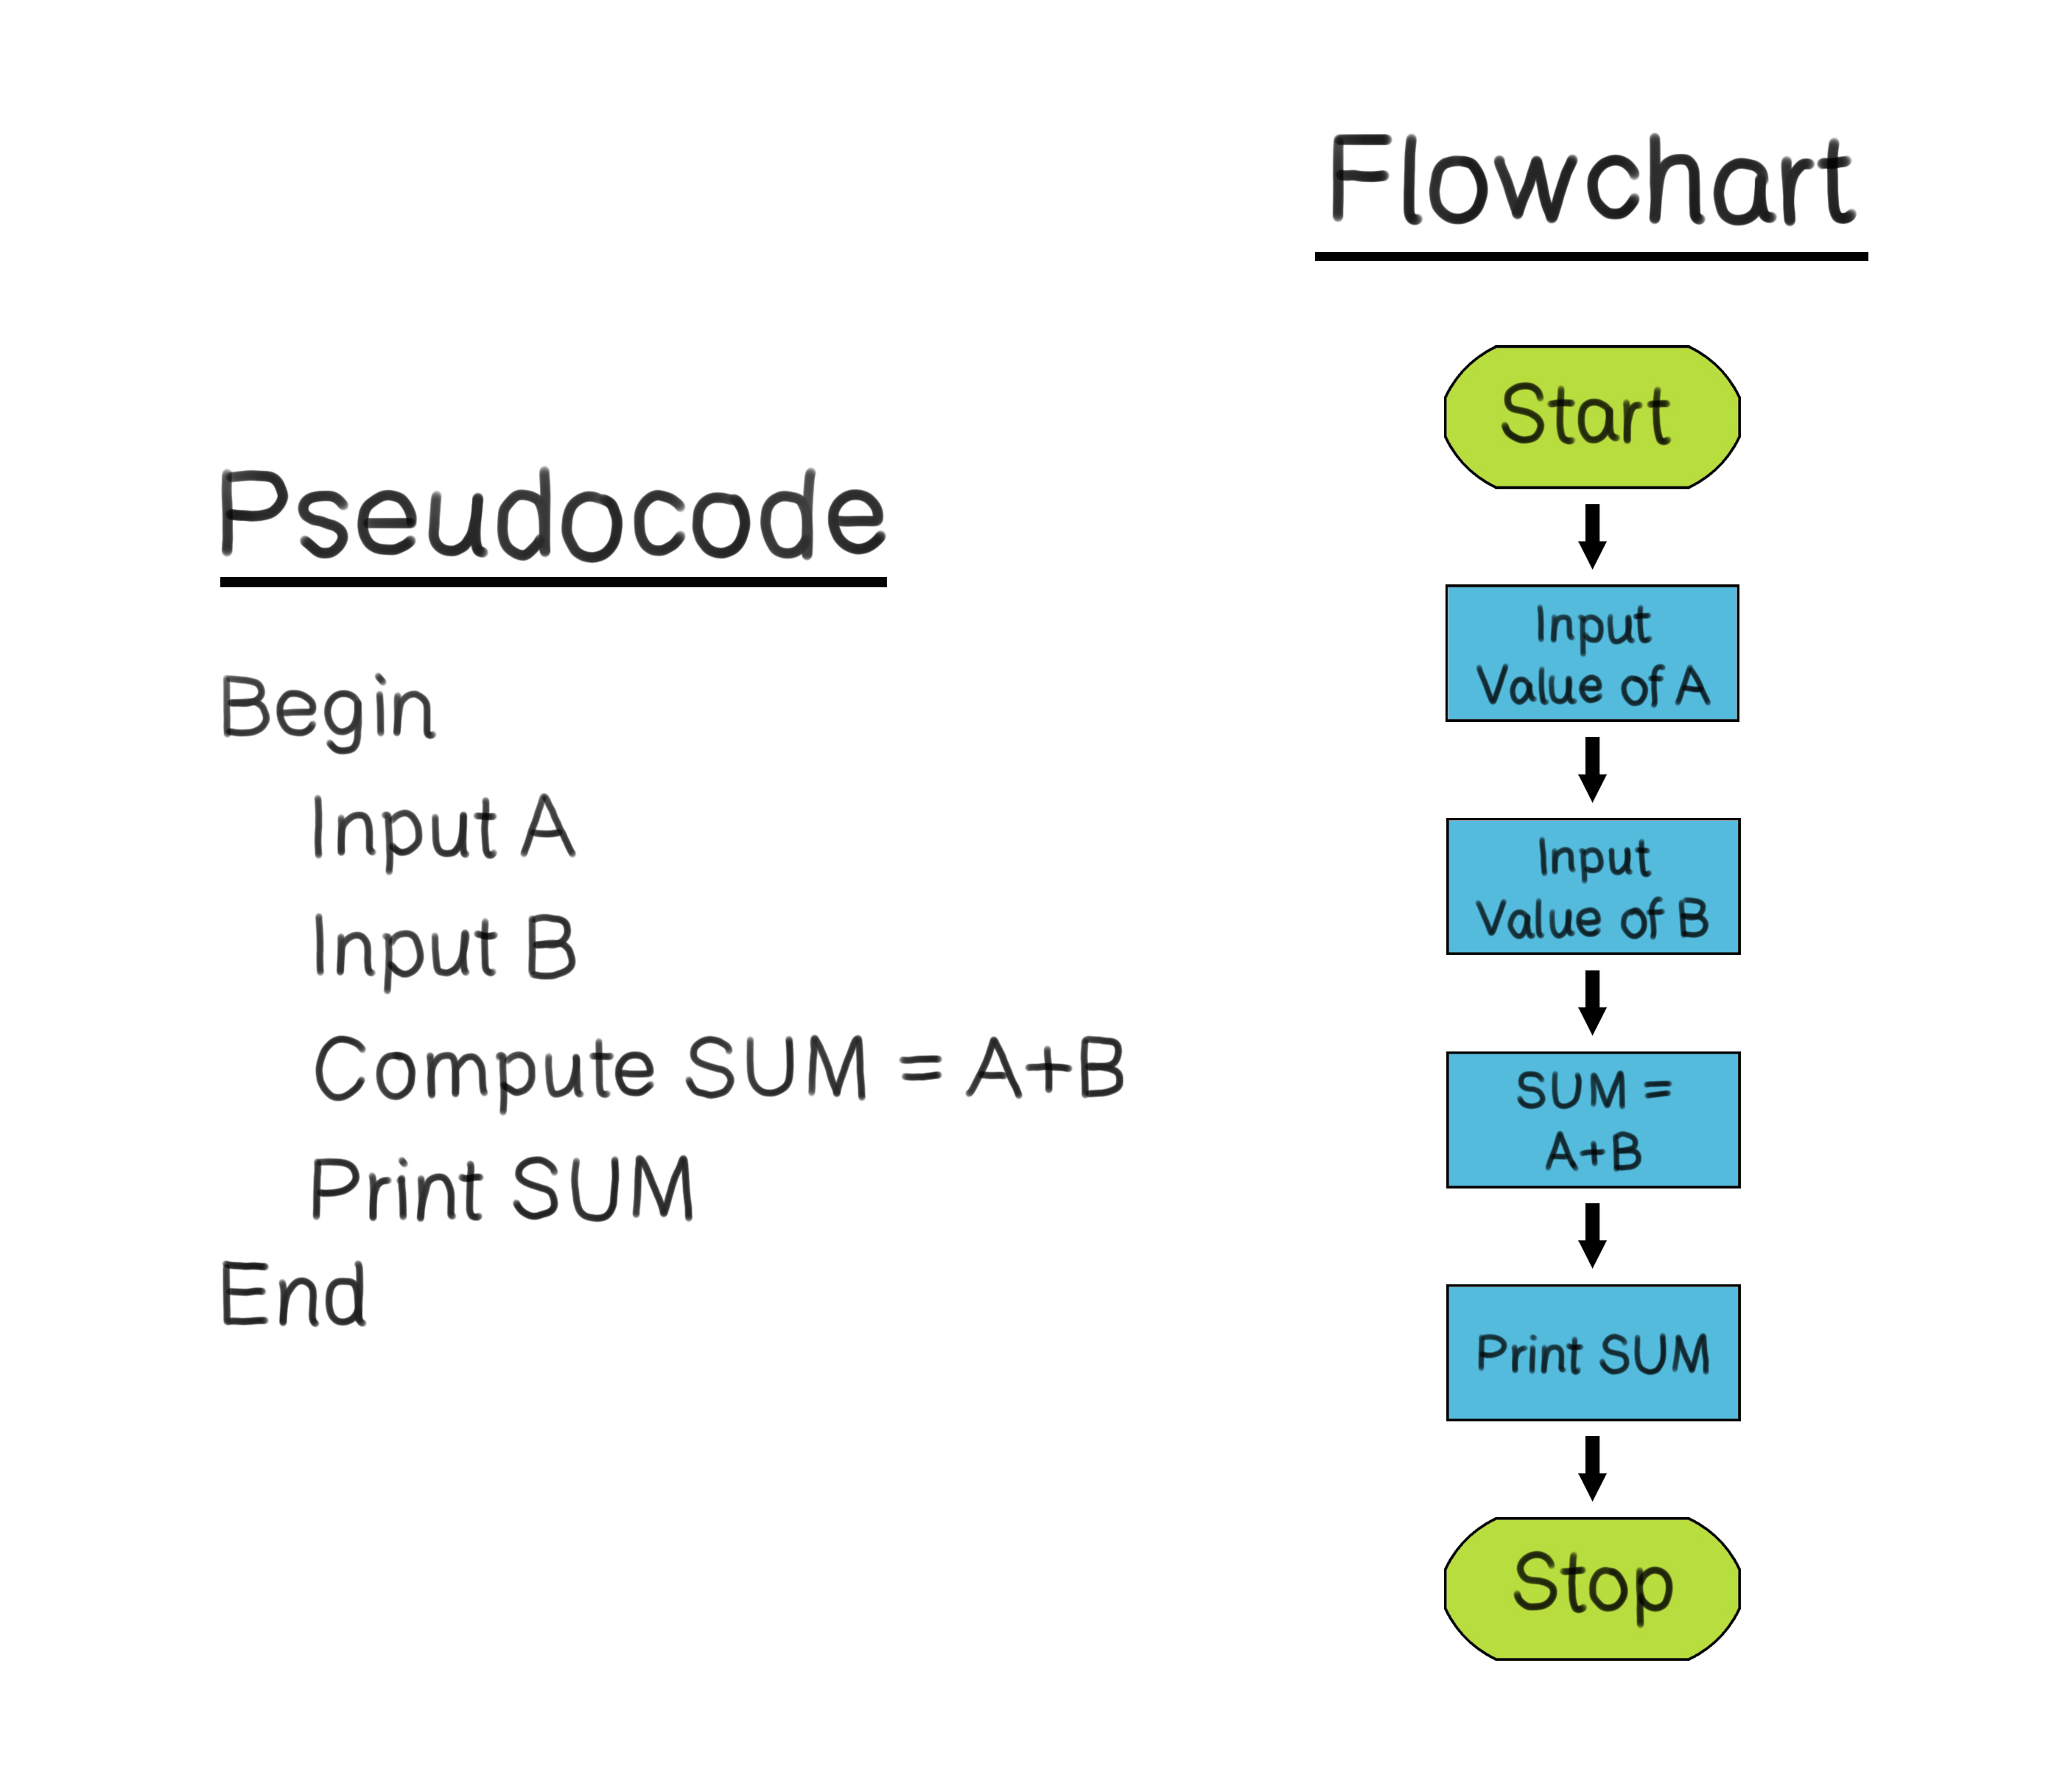 Pseudocode
Begin
Input A
Input B
Compute SUM = A+B
Print SUM
End
Flowchart
Start
Input
Value of A
Input
Value of B
SUM =
A+B
Print SUM
Stop